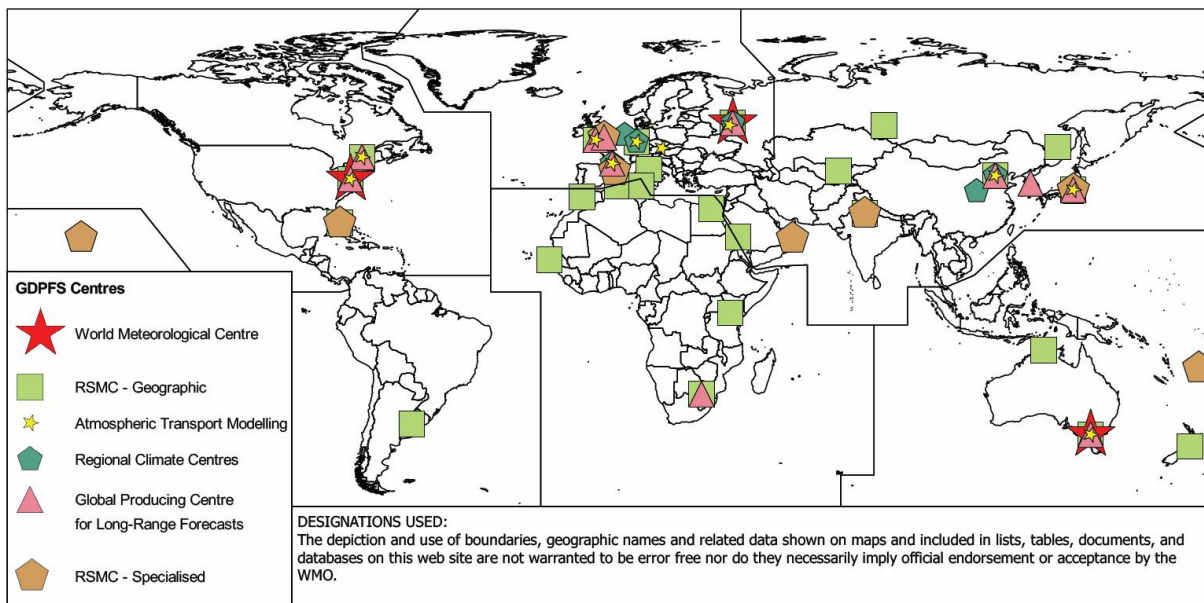 GDPFS Centres
World Meteorological Centre
RSMC - Geographic
Atmospheric Transport Modelling
Regional Climate Centres
Global Producing Centre
for Long-Range Forecasts
RSMC - Specialised
DESIGNATIONS USED:
The depiction and use of boundaries, geographic names and related data shown on maps and included in lists, tables, documents, and
databases on this web site are not warranted to be error free nor do they necessarily imply official endorsement or acceptance by the
WMO.